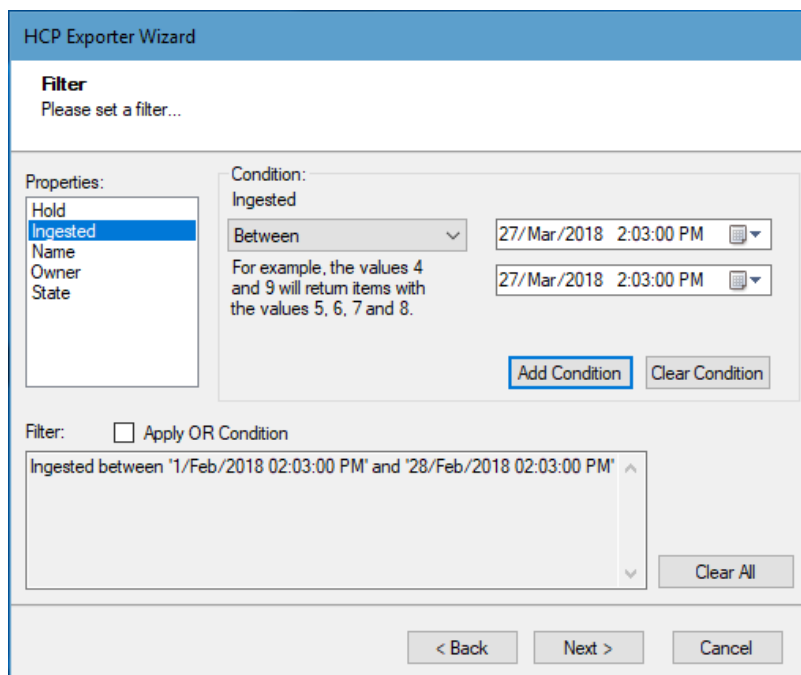 HCP Exporter Wizard
Filter
Please set a filter...
Properties:
Hold
Ingested
Name
Owner
State
Condition:
Ingested
Between
27/Mar/2018 2:03:00 PM
For example, the values 4
and 9 will return items with
the values 5, 6, 7 and 8.
27/Mar/2018 2:03:00 PM
Add Condition
Clear Condition
Filter:
Apply OR Condition
Ingested between "1/Feb/2018 02:03:00 PM" and "28/Feb/2018 02:03:00 PM"
Clear All
< Back
Next >
Cancel